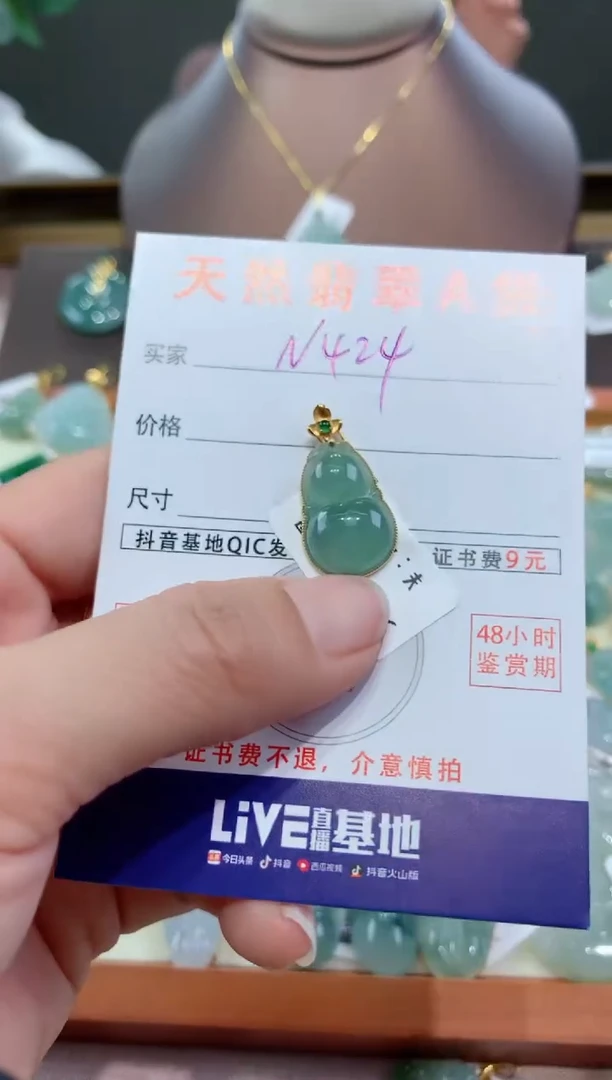 天然翡翠A货
买家 N424
价格
尺寸
抖音基地QIC发
证书费9元
48小时
鉴赏期
证书费不退，介意慎拍
LiVE直播基地
今日头条 抖音 西瓜视频 抖音火山版